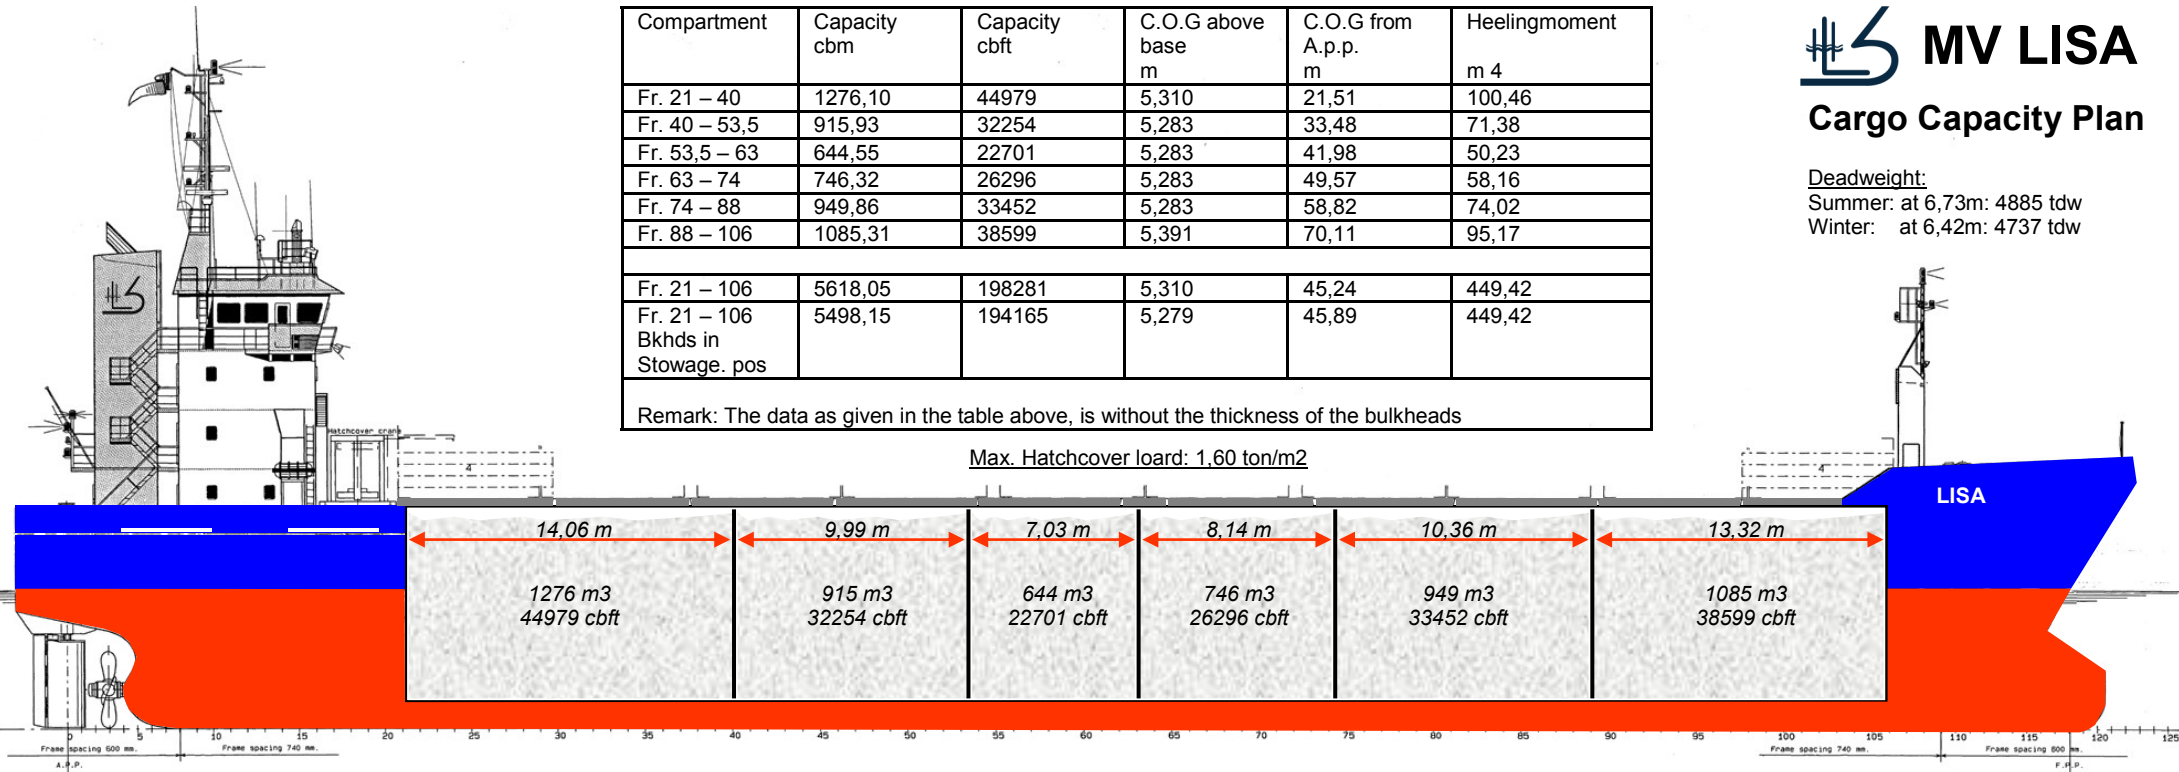 Compartment Capacity cbm Capacity cbft C.O.G above base m C.O.G from A.p.p. m Heelingmoment m 4
Fr. 21 – 40 1276,10 44979 5,310 21,51 100,46
Fr. 40 – 53,5 915,93 32254 5,283 33,48 71,38
Fr. 53,5 – 63 644,55 22701 5,283 41,98 50,23
Fr. 63 – 74 746,32 26296 5,283 49,57 58,16
Fr. 74 – 88 949,86 33452 5,283 58,82 74,02
Fr. 88 – 106 1085,31 38599 5,391 70,11 95,17
Fr. 21 – 106 5618,05 198281 5,310 45,24 449,42
Fr. 21 – 106 5498,15 194165 5,279 45,89 449,42
Bkhds in
Stowage. pos
Remark: The data as given in the table above, is without the thickness of the bulkheads
MV LISA
Cargo Capacity Plan
Deadweight:
Summer: at 6,73m: 4885 tdw
Winter: at 6,42m: 4737 tdw
Max. Hatchcover loard: 1,60 ton/m2
Hatchcover crane
4
4
LISA
14,06 m 9,99 m 7,03 m 8,14 m 10,36 m 13,32 m
1276 m3 915 m3 644 m3 746 m3 949 m3 1085 m3
44979 cbft 32254 cbft 22701 cbft 26296 cbft 33452 cbft 38599 cbft
0 5 10 15 20 25 30 35 40 45 50 55 60 65 70 75 80 85 90 95 100 105 110 115 120 125
Frame spacing 600 mm. Frame spacing 740 mm. Frame spacing 740 mm. Frame spacing 600 mm.
A.P.P. F.P.P.